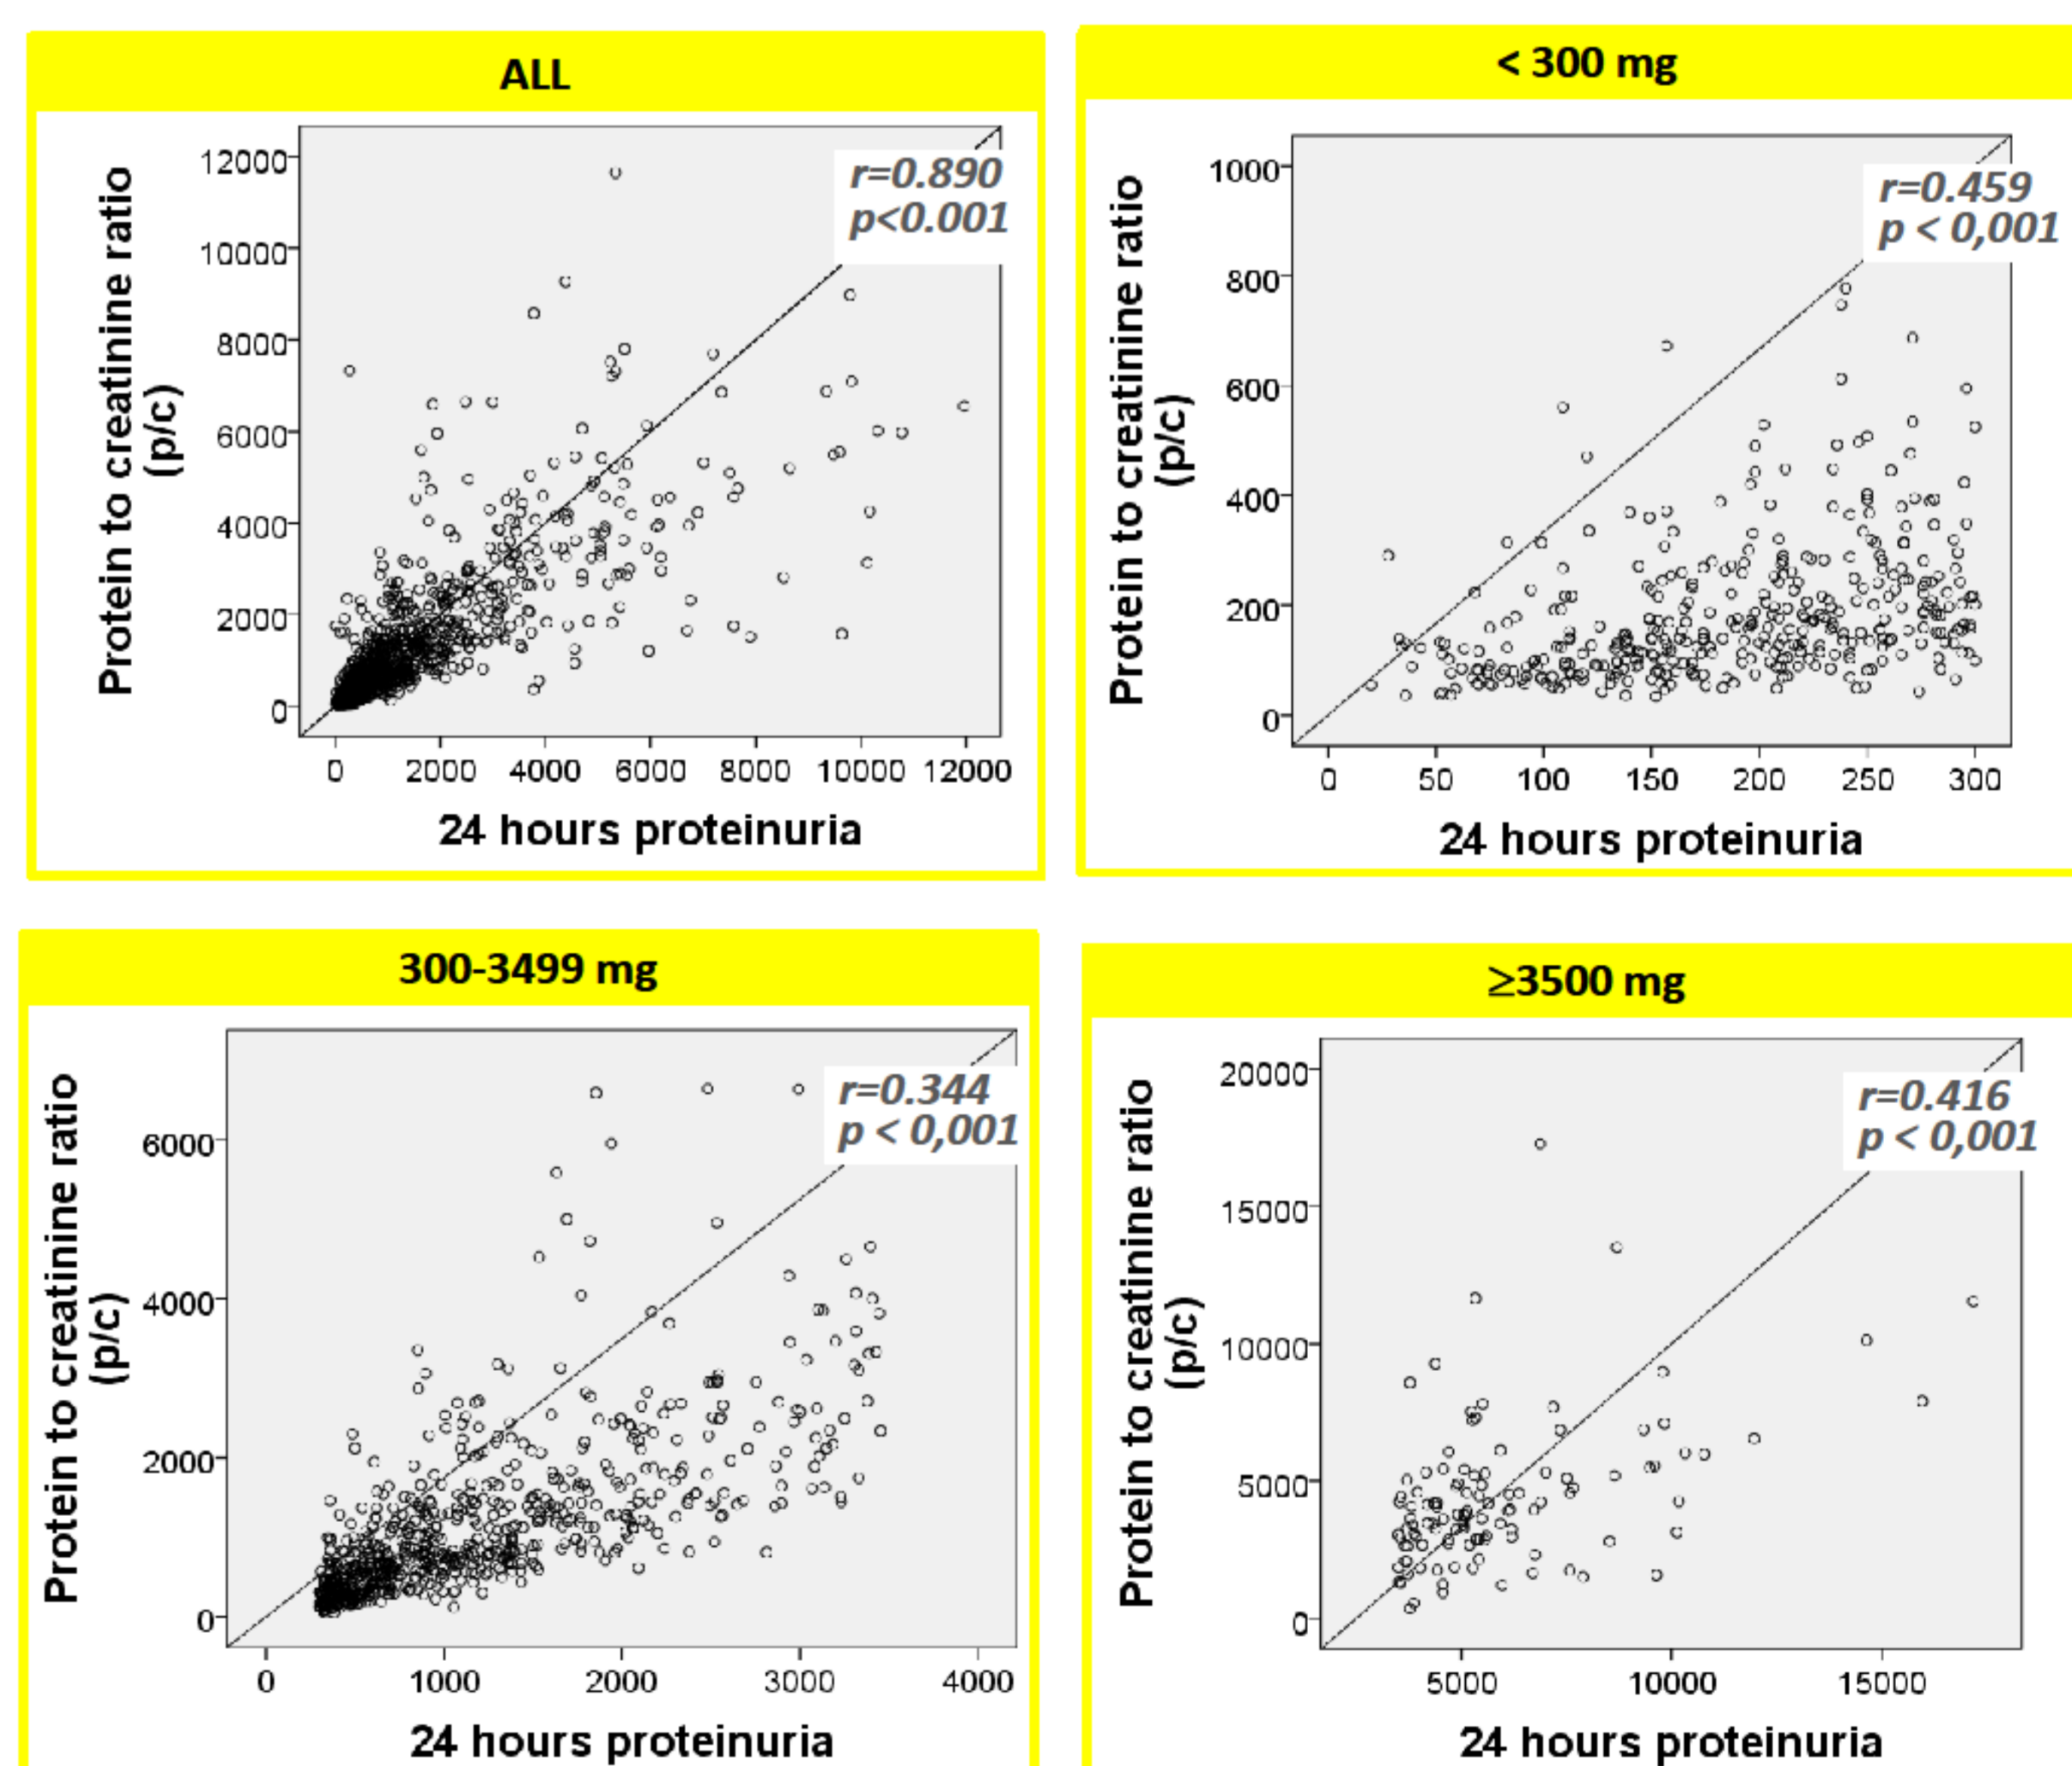 ALL
Protein to creatinine ratio
(p/c)
12000
10000
8000
6000
4000
2000
0
r=0.890
p<0.001
0 2000 4000 6000 8000 10000 12000
24 hours proteinuria
< 300 mg
Protein to creatinine ratio
(p/c)
1000
800
600
400
200
0
r=0.459
p < 0,001
0 50 100 150 200 250 300
24 hours proteinuria
300-3499 mg
Protein to creatinine ratio
(p/c)
6000
4000
2000
0
r=0.344
p < 0,001
0 1000 2000 3000 4000
24 hours proteinuria
≥3500 mg
Protein to creatinine ratio
(p/c)
20000
15000
10000
5000
0
r=0.416
p < 0,001
5000 10000 15000
24 hours proteinuria